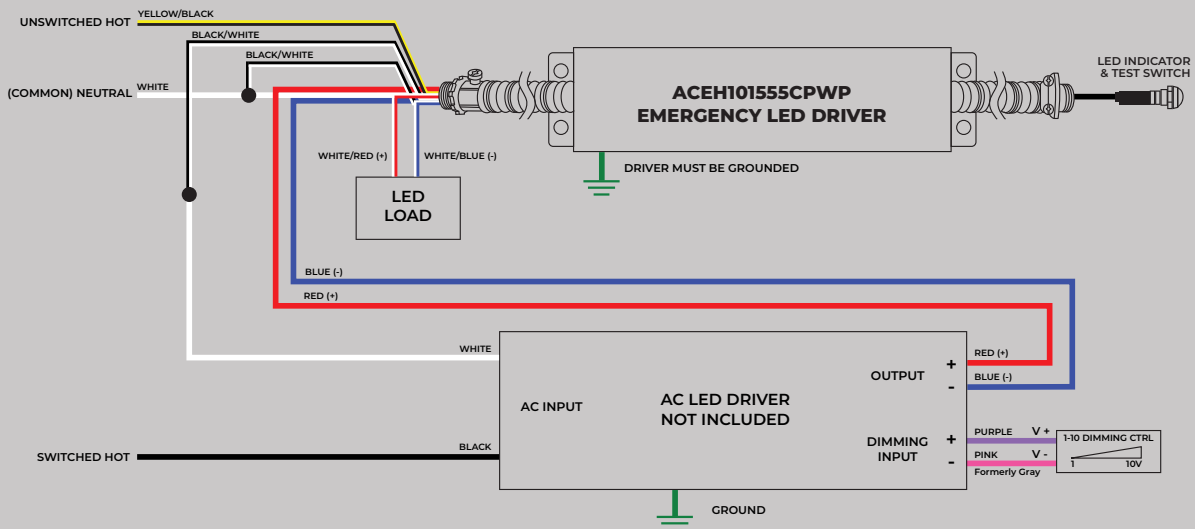 UNSWITCHED HOT
YELLOW/BLACK
BLACK/WHITE
BLACK/WHITE
(COMMON) NEUTRAL
WHITE
ACEH101555CPWP
EMERGENCY LED DRIVER
LED INDICATOR
& TEST SWITCH
WHITE/RED (+)
WHITE/BLUE (-)
DRIVER MUST BE GROUNDED
LED
LOAD
BLUE (-)
RED (+)
WHITE
AC INPUT
AC LED DRIVER
NOT INCLUDED
OUTPUT
+
-
RED (+)
BLUE (-)
DIMMING
INPUT
+
-
PURPLE V +
PINK V -
Formerly Gray
1-10 DIMMING CTRL
1 10V
SWITCHED HOT
BLACK
GROUND